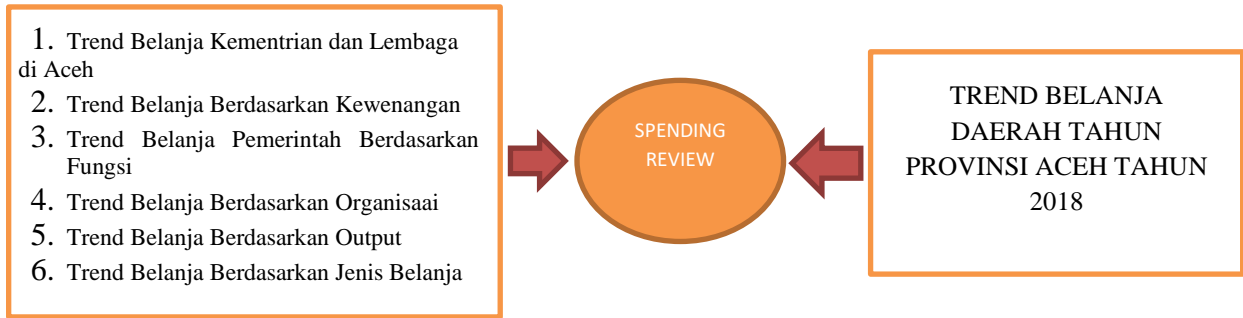 1. Trend Belanja Kementrian dan Lembaga
di Aceh
2. Trend Belanja Berdasarkan Kewenangan
3. Trend Belanja Pemerintah Berdasarkan
Fungsi
4. Trend Belanja Berdasarkan Organisaai
5. Trend Belanja Berdasarkan Output
6. Trend Belanja Berdasarkan Jenis Belanja
SPENDING
REVIEW
TREND BELANJA
DAERAH TAHUN
PROVINSI ACEH TAHUN
2018